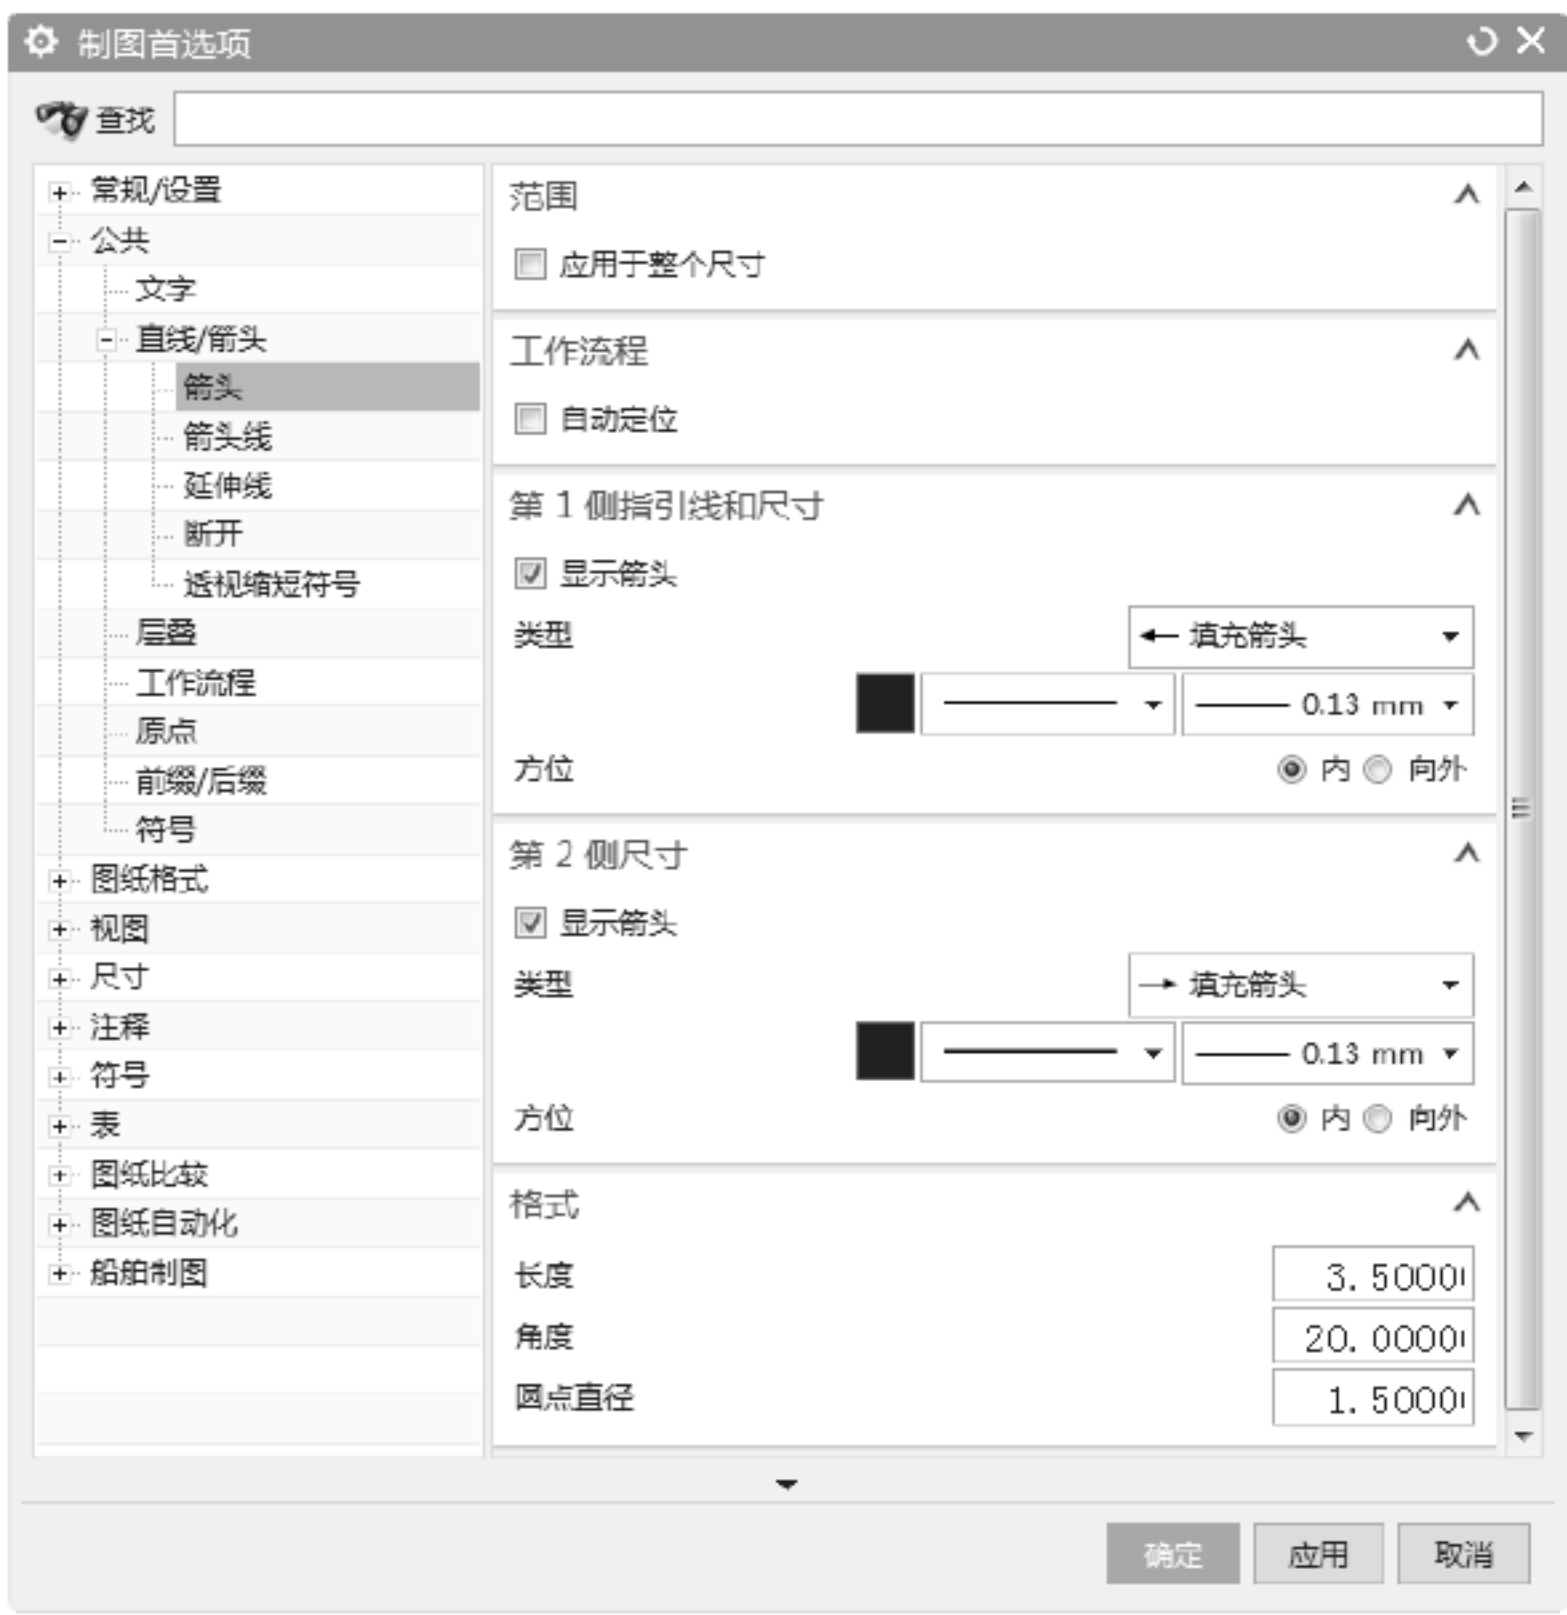 制图首选项
查找
常规/设置
公共
文字
直线/箭头
箭头
箭头线
延伸线
断开
透视缩短符号
层叠
工作流程
原点
前缀/后缀
符号
图纸格式
视图
尺寸
注释
符号
表
图纸比较
图纸自动化
船舶制图
范围
应用于整个尺寸
工作流程
自动定位
第 1 侧指引线和尺寸
显示箭头
类型 填充箭头
0.13 mm
方位 内 向外
第 2 侧尺寸
显示箭头
类型 填充箭头
0.13 mm
方位 内 向外
格式
长度 3.5000
角度 20.0000
圆点直径 1.5000
确定 应用 取消